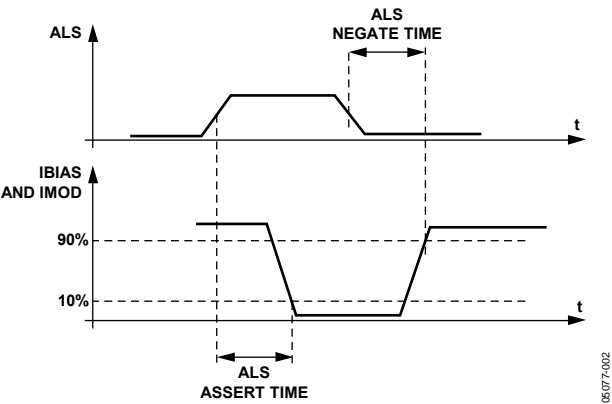 ALS
NEGATE TIME
ALS
t
IBIAS
AND IMOD
90%
10%
t
ALS
ASSERT TIME
05077-002